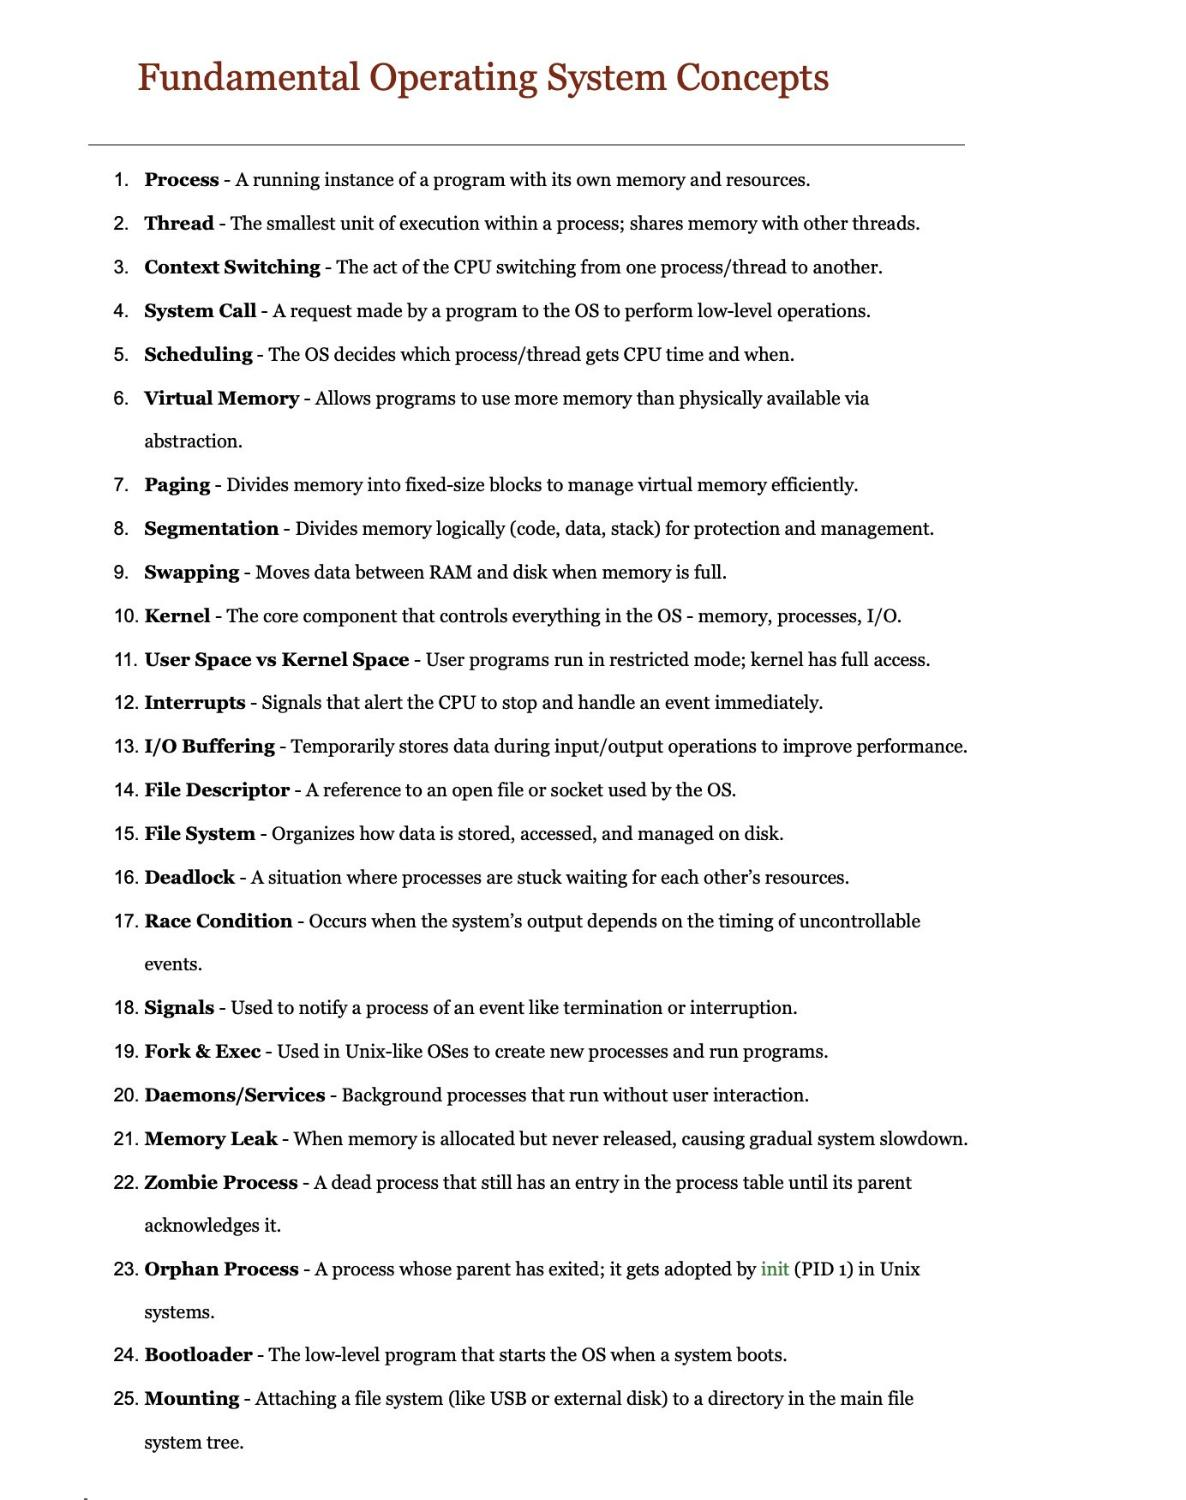 Fundamental Operating System Concepts
1. Process - A running instance of a program with its own memory and resources.
2. Thread - The smallest unit of execution within a process; shares memory with other threads.
3. Context Switching - The act of the CPU switching from one process/thread to another.
4. System Call - A request made by a program to the OS to perform low-level operations.
5. Scheduling - The OS decides which process/thread gets CPU time and when.
6. Virtual Memory - Allows programs to use more memory than physically available via
abstraction.
7. Paging - Divides memory into fixed-size blocks to manage virtual memory efficiently.
8. Segmentation - Divides memory logically (code, data, stack) for protection and management.
9. Swapping - Moves data between RAM and disk when memory is full.
10. Kernel - The core component that controls everything in the OS - memory, processes, I/O.
11. User Space vs Kernel Space - User programs run in restricted mode; kernel has full access.
12. Interrupts - Signals that alert the CPU to stop and handle an event immediately.
13. I/O Buffering - Temporarily stores data during input/output operations to improve performance.
14. File Descriptor - A reference to an open file or socket used by the OS.
15. File System - Organizes how data is stored, accessed, and managed on disk.
16. Deadlock - A situation where processes are stuck waiting for each other’s resources.
17. Race Condition - Occurs when the system’s output depends on the timing of uncontrollable
events.
18. Signals - Used to notify a process of an event like termination or interruption.
19. Fork & Exec - Used in Unix-like OSes to create new processes and run programs.
20. Daemons/Services - Background processes that run without user interaction.
21. Memory Leak - When memory is allocated but never released, causing gradual system slowdown.
22. Zombie Process - A dead process that still has an entry in the process table until its parent
acknowledges it.
23. Orphan Process - A process whose parent has exited; it gets adopted by init (PID 1) in Unix
systems.
24. Bootloader - The low-level program that starts the OS when a system boots.
25. Mounting - Attaching a file system (like USB or external disk) to a directory in the main file
system tree.